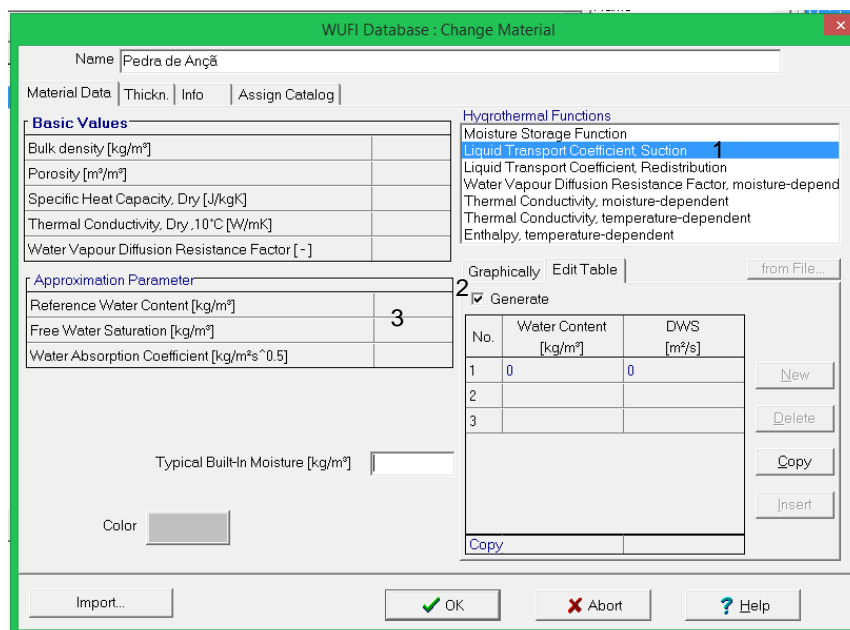 WUFI Database : Change Material
x
Name Pedra de Ançã
Material Data Thickn. Info Assign Catalog
Basic Values
Bulk density [kg/m³]
Porosity [m³/m³]
Specific Heat Capacity, Dry [J/kgK]
Thermal Conductivity, Dry ,10°C [W/mK]
Water Vapour Diffusion Resistance Factor [ - ]
Approximation Parameter
Reference Water Content [kg/m³]
Free Water Saturation [kg/m³]
3
Water Absorption Coefficient [kg/m²s^0.5]
Typical Built-In Moisture [kg/m³]
Color
Hygrothermal Functions
Moisture Storage Function
Liquid Transport Coefficient, Suction 1
Liquid Transport Coefficient, Redistribution
Water Vapour Diffusion Resistance Factor, moisture-depend
Thermal Conductivity, moisture-dependent
Thermal Conductivity, temperature-dependent
Enthalpy, temperature-dependent
Graphically Edit Table from File...
2 Generate
No. Water Content [kg/m³] DWS [m²/s]
1 0 0
2
3
Copy
New
Delete
Copy
Insert
Import... OK Abort Help